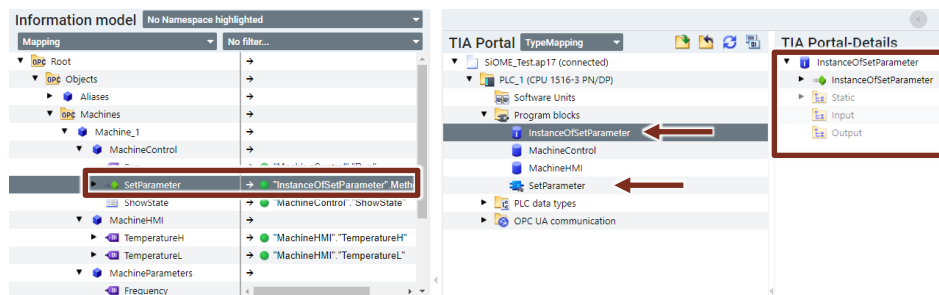 Information model No Namespace highlighted
Mapping No filter...
OPC Root →
OPC Objects →
Aliases →
OPC Machines →
Machine_1 →
MachineControl →
SetParameter → "InstanceOfSetParameter" Meth
ShowState → "MachineControl"."ShowState"
MachineHMI →
TemperatureH → "MachineHMI"."TemperatureH"
TemperatureL → "MachineHMI"."TemperatureL"
MachineParameters →
Frequency
TIA Portal TypeMapping
SiOME_Test.ap17 (connected)
PLC_1 (CPU 1516-3 PN/DP)
Software Units
Program blocks
InstanceOfSetParameter
MachineControl
MachineHMI
SetParameter
PLC data types
OPC UA communication
TIA Portal-Details
InstanceOfSetParameter
InstanceOfSetParameter
Static
Input
Output